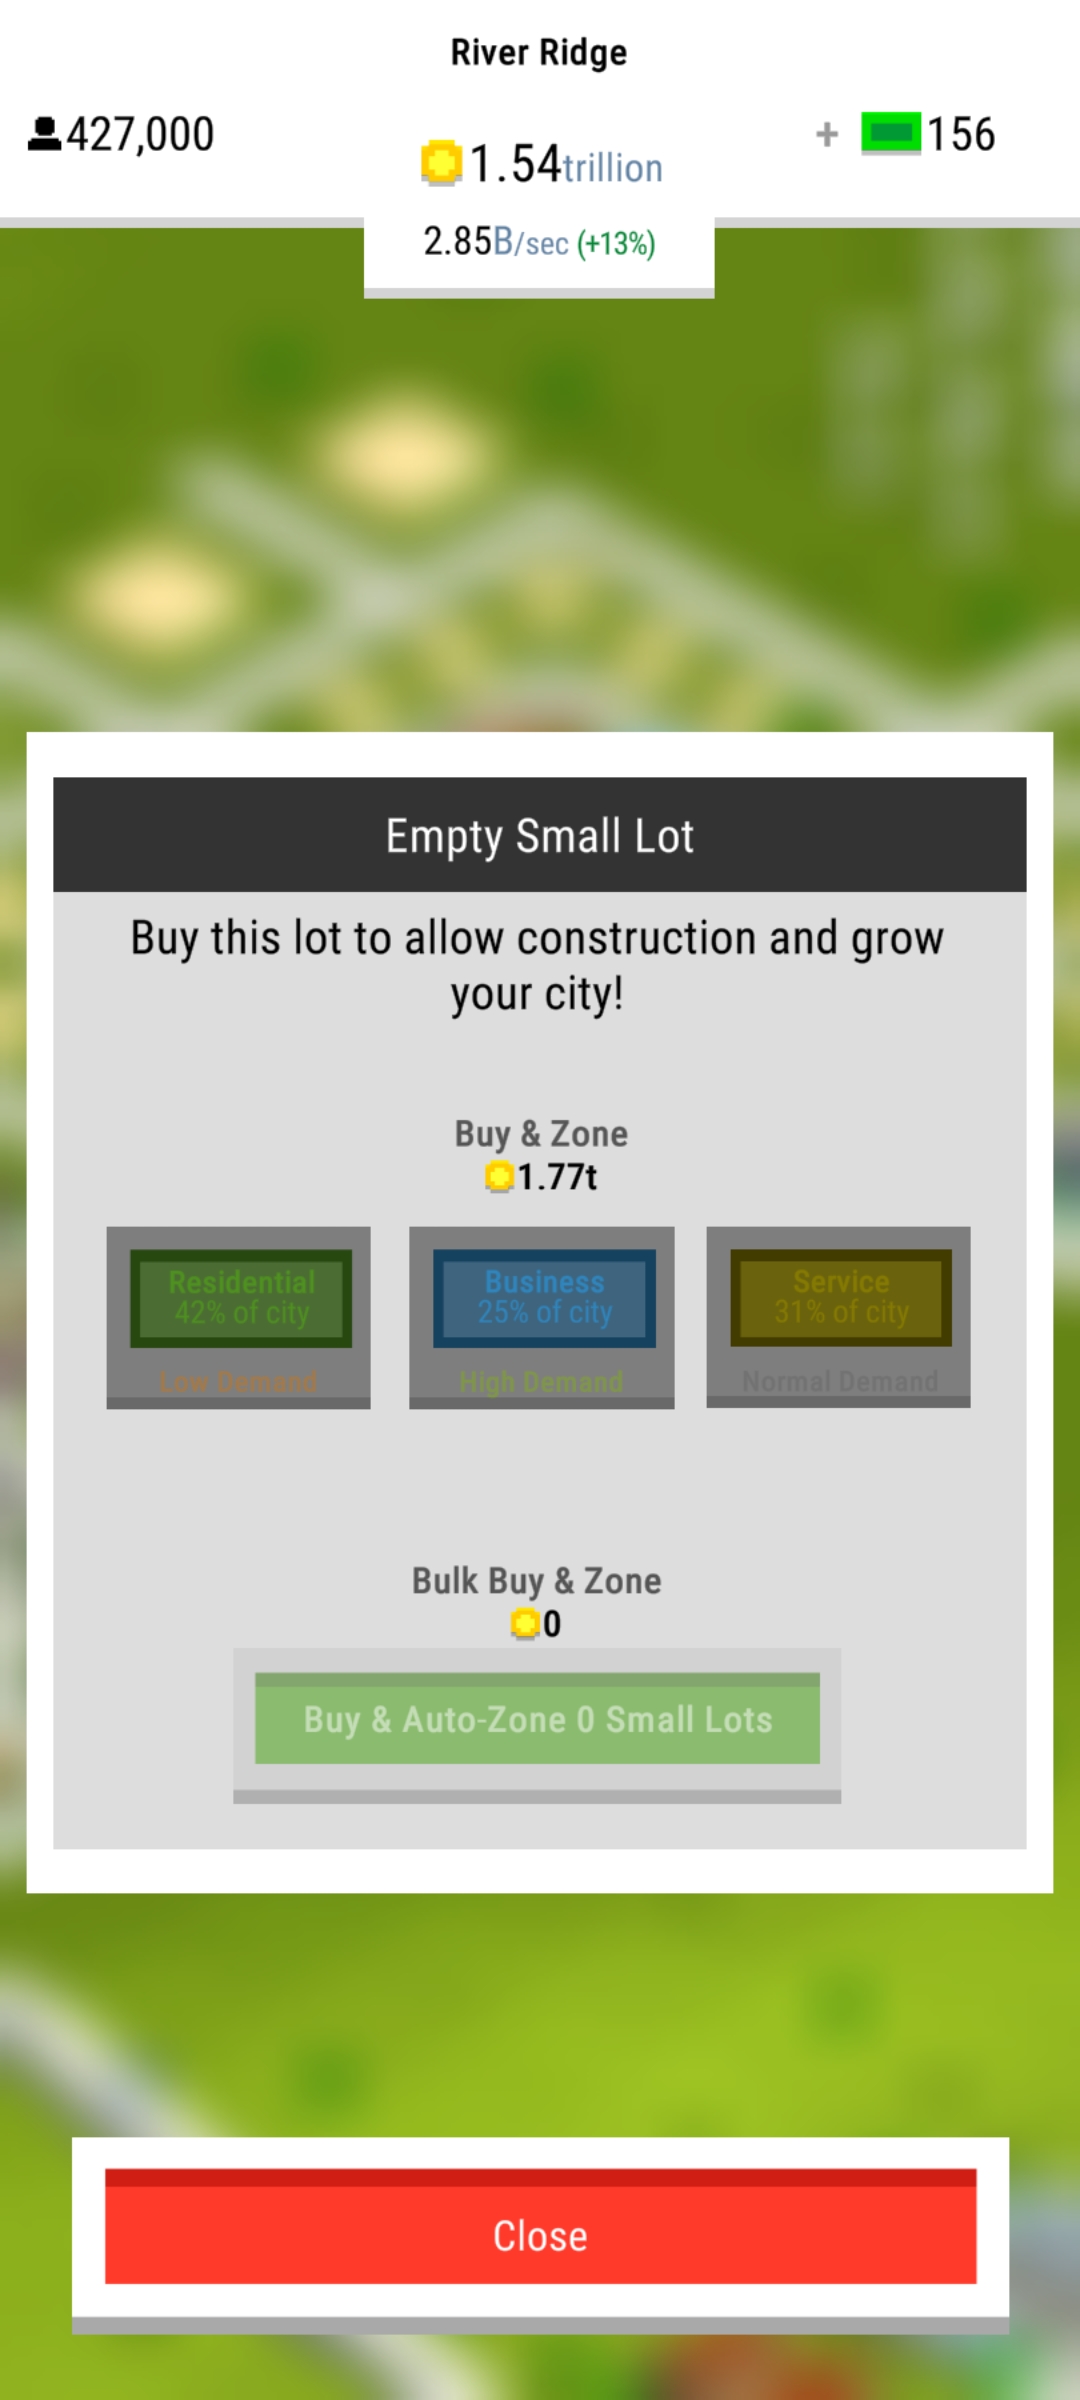 River Ridge
427,000
1.54trillion
+ 156
2.85B/sec (+13%)
Empty Small Lot
Buy this lot to allow construction and grow
your city!
Buy & Zone
1.77t
Residential
42% of city
Low Demand
Business
25% of city
High Demand
Service
31% of city
Normal Demand
Bulk Buy & Zone
0
Buy & Auto-Zone 0 Small Lots
Close